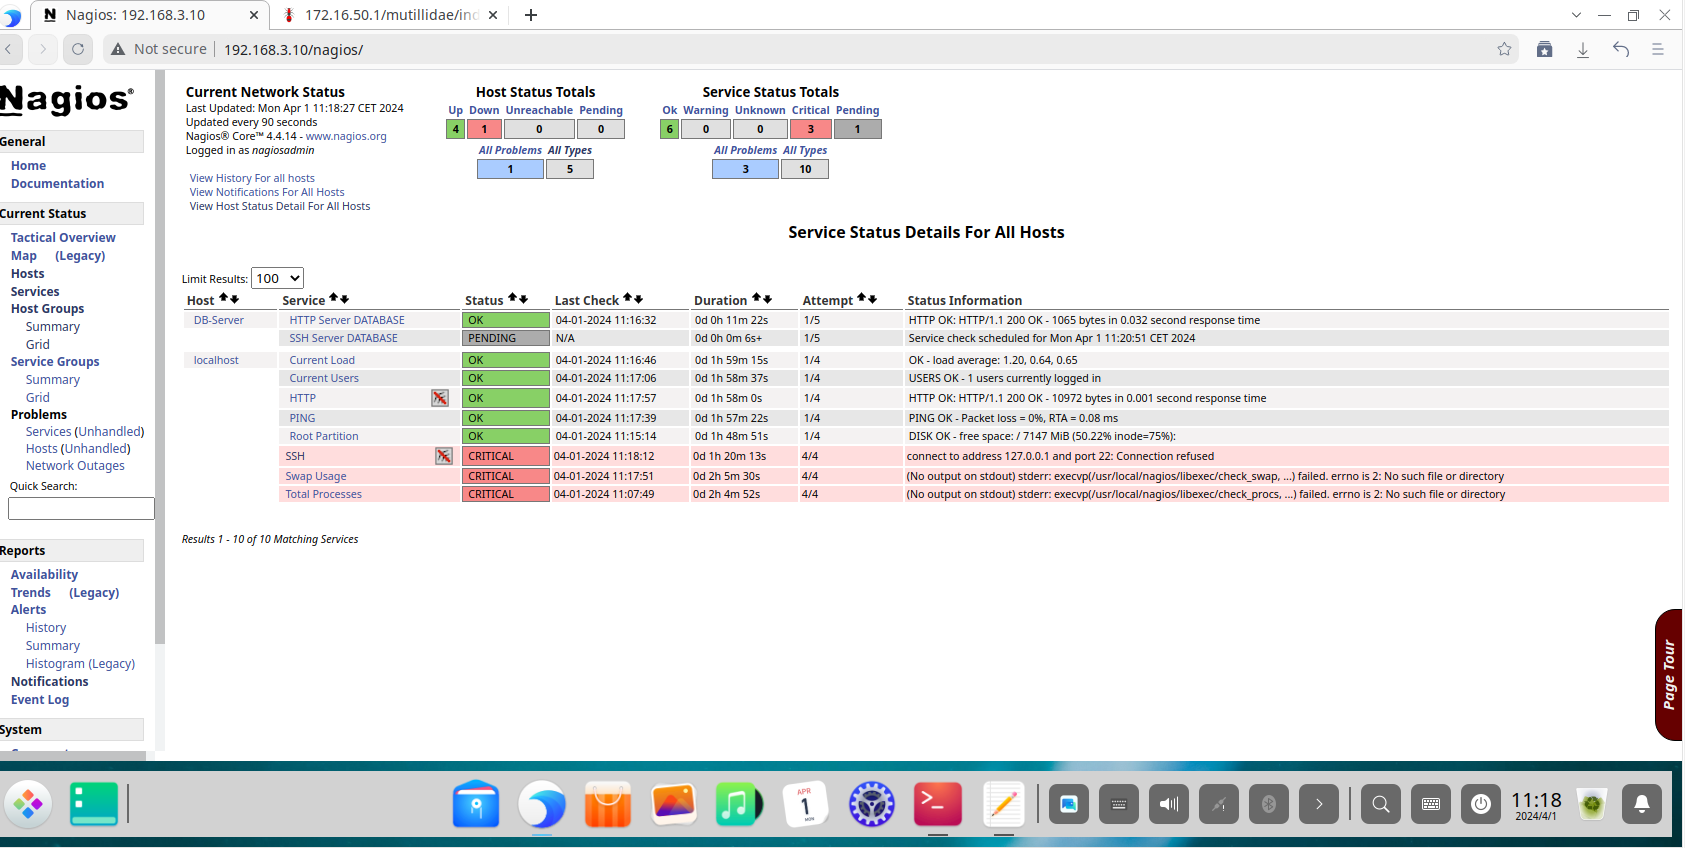 Nagios: 192.168.3.10
172.16.50.1/mutillidae/ind
Not secure
192.168.3.10/nagios/
Nagios®
General
Home
Documentation
Current Status
Tactical Overview
Map (Legacy)
Hosts
Services
Host Groups
Summary
Grid
Service Groups
Summary
Grid
Problems
Services (Unhandled)
Hosts (Unhandled)
Network Outages
Quick Search:
Reports
Availability
Trends (Legacy)
Alerts
History
Summary
Histogram (Legacy)
Notifications
Event Log
System
Current Network Status
Last Updated: Mon Apr 1 11:18:27 CET 2024
Updated every 90 seconds
Nagios® Core™ 4.4.14 - www.nagios.org
Logged in as nagiosadmin
View History For all hosts
View Notifications For All Hosts
View Host Status Detail For All Hosts
Host Status Totals
Up Down Unreachable Pending
4 1 0 0
All Problems All Types
1 5
Service Status Totals
Ok Warning Unknown Critical Pending
6 0 0 3 1
All Problems All Types
3 10
Service Status Details For All Hosts
Limit Results: 100
Host Service Status Last Check Duration Attempt Status Information
DB-Server HTTP Server DATABASE OK 04-01-2024 11:16:32 0d 0h 11m 22s 1/5 HTTP OK: HTTP/1.1 200 OK - 1065 bytes in 0.032 second response time
SSH Server DATABASE PENDING N/A 0d 0h 0m 6s+ 1/5 Service check scheduled for Mon Apr 1 11:20:51 CET 2024
localhost Current Load OK 04-01-2024 11:16:46 0d 1h 59m 15s 1/4 OK - load average: 1.20, 0.64, 0.65
Current Users OK 04-01-2024 11:17:06 0d 1h 58m 37s 1/4 USERS OK - 1 users currently logged in
HTTP OK 04-01-2024 11:17:57 0d 1h 58m 0s 1/4 HTTP OK: HTTP/1.1 200 OK - 10972 bytes in 0.001 second response time
PING OK 04-01-2024 11:17:39 0d 1h 57m 22s 1/4 PING OK - Packet loss = 0%, RTA = 0.08 ms
Root Partition OK 04-01-2024 11:15:14 0d 1h 48m 51s 1/4 DISK OK - free space: / 7147 MiB (50.22% inode=75%):
SSH CRITICAL 04-01-2024 11:18:12 0d 1h 20m 13s 4/4 connect to address 127.0.0.1 and port 22: Connection refused
Swap Usage CRITICAL 04-01-2024 11:17:51 0d 2h 5m 30s 4/4 (No output on stdout) stderr: execvp(/usr/local/nagios/libexec/check_swap, ...) failed. errno is 2: No such file or directory
Total Processes CRITICAL 04-01-2024 11:07:49 0d 2h 4m 52s 4/4 (No output on stdout) stderr: execvp(/usr/local/nagios/libexec/check_procs, ...) failed. errno is 2: No such file or directory
Results 1 - 10 of 10 Matching Services
Page Tour
APR
1
MON
11:18
2024/4/1